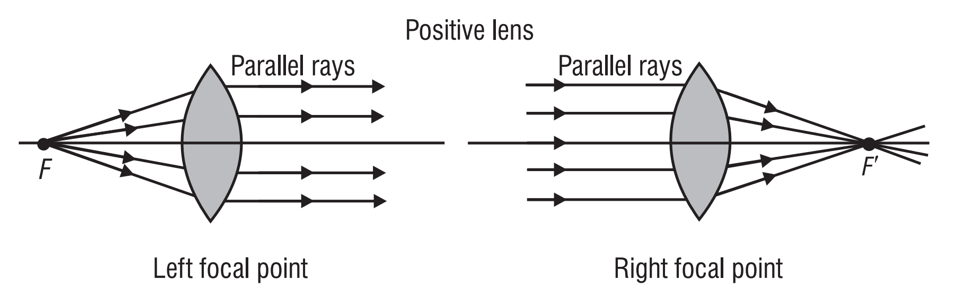 Positive lens
Parallel rays
Parallel rays
F
F′
Left focal point
Right focal point